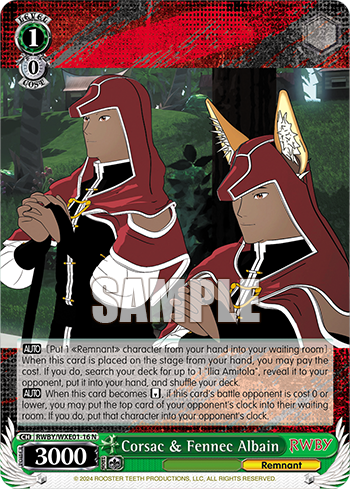 LEVEL
1
0
COST
SAMPLE
AUTO [Put 1 «Remnant» character from your hand into your waiting room]
When this card is placed on the stage from your hand, you may pay the
cost. If you do, search your deck for up to 1 "Illia Amitola", reveal it to your
opponent, put it into your hand, and shuffle your deck.
AUTO When this card becomes , if this card's battle opponent is cost 0 or
lower, you may put the top card of your opponent's clock into their waiting
room. If you do, put that character into your opponent's clock.
RWBY/WXE01-16 N
Corsac & Fennec Albain
RWBY
POWER
3000
Remnant
© 2024 ROOSTER TEETH PRODUCTIONS, LLC, ALL RIGHTS RESERVED.